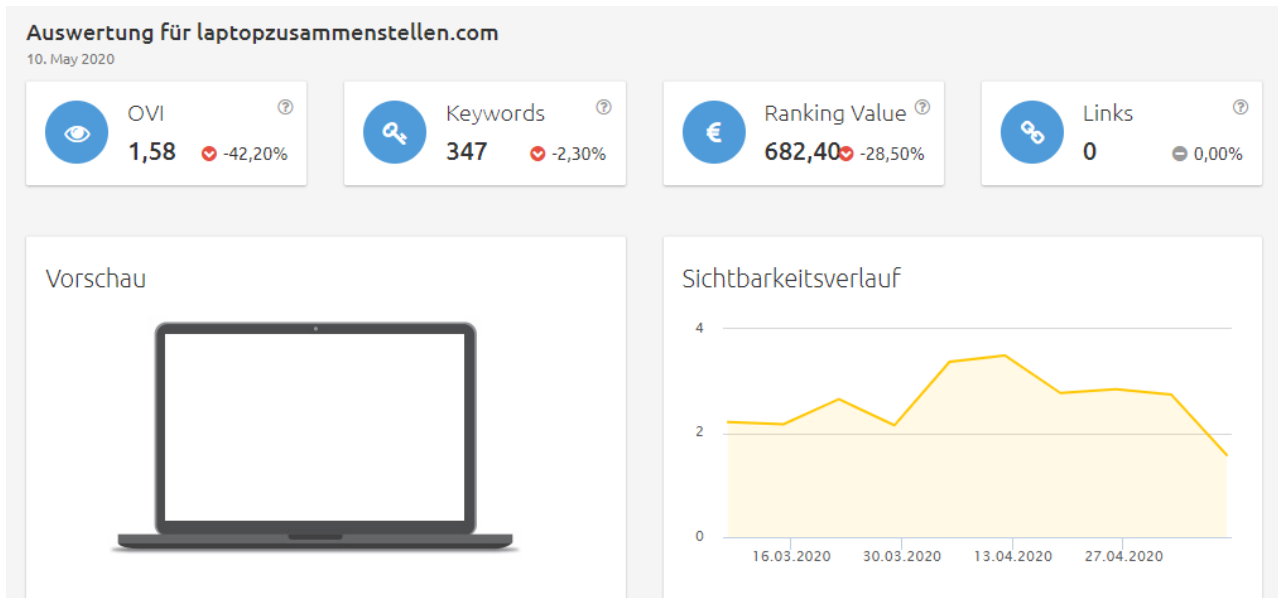 Auswertung für laptopzusammenstellen.com
10. May 2020
OVI
1,58 -42,20%
Keywords
347 -2,30%
Ranking Value
682,40 -28,50%
Links
0 0,00%
Vorschau
Sichtbarkeitsverlauf
4
2
0
16.03.2020 30.03.2020 13.04.2020 27.04.2020